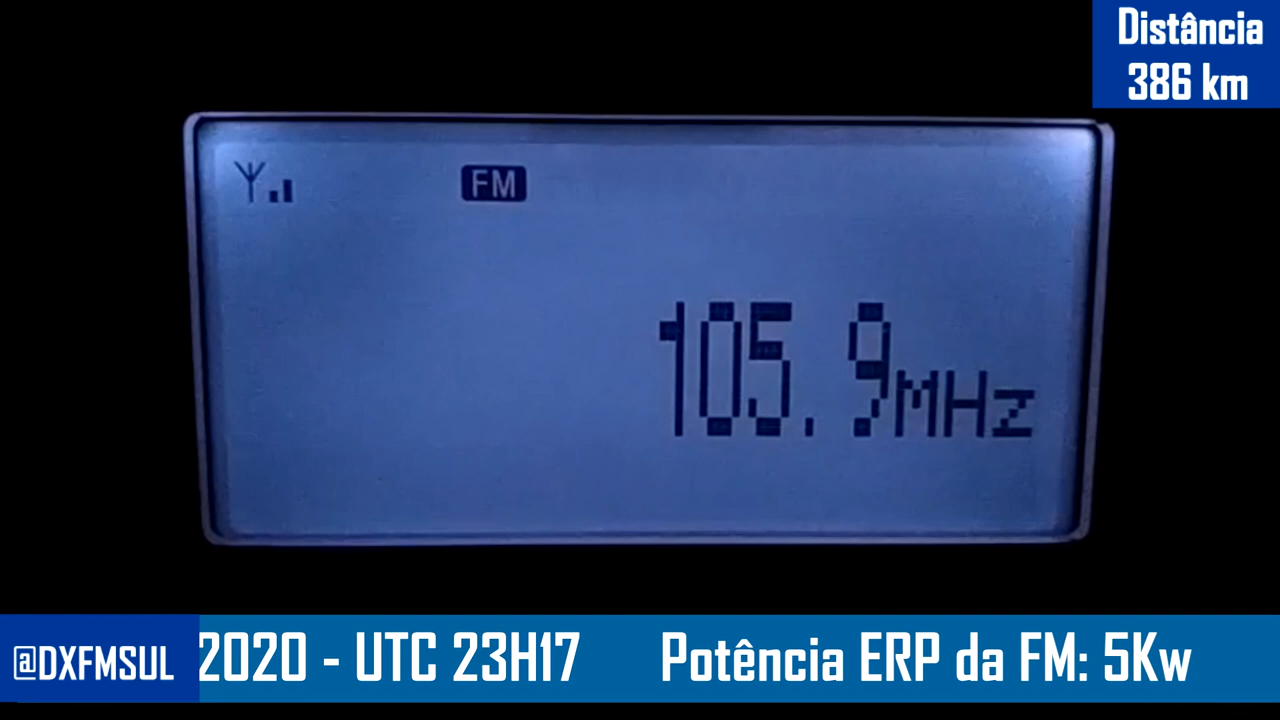 Distância
386 km
FM
105.9MHz
@DXFMSUL
2020 - UTC 23H17 Potência ERP da FM: 5Kw